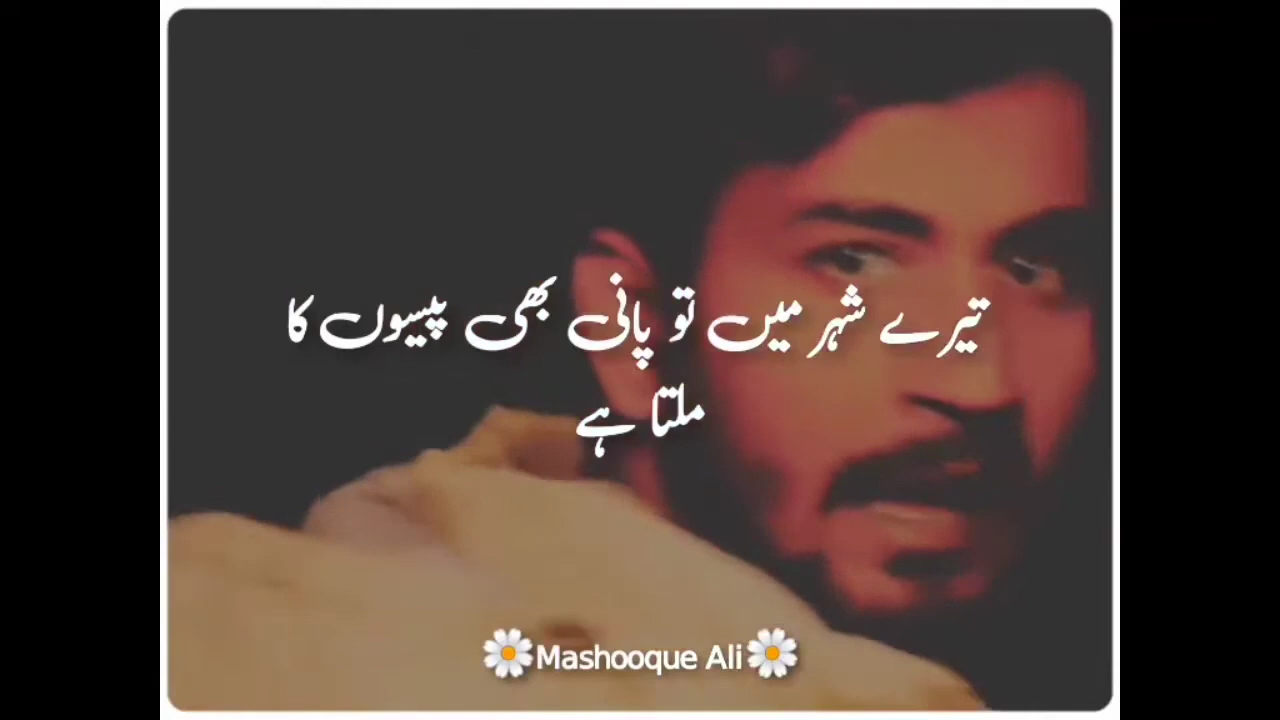 تیرے شہر میں تو پانی بھی پیسوں کا
ملتا ہے
🌼Mashooque Ali🌼